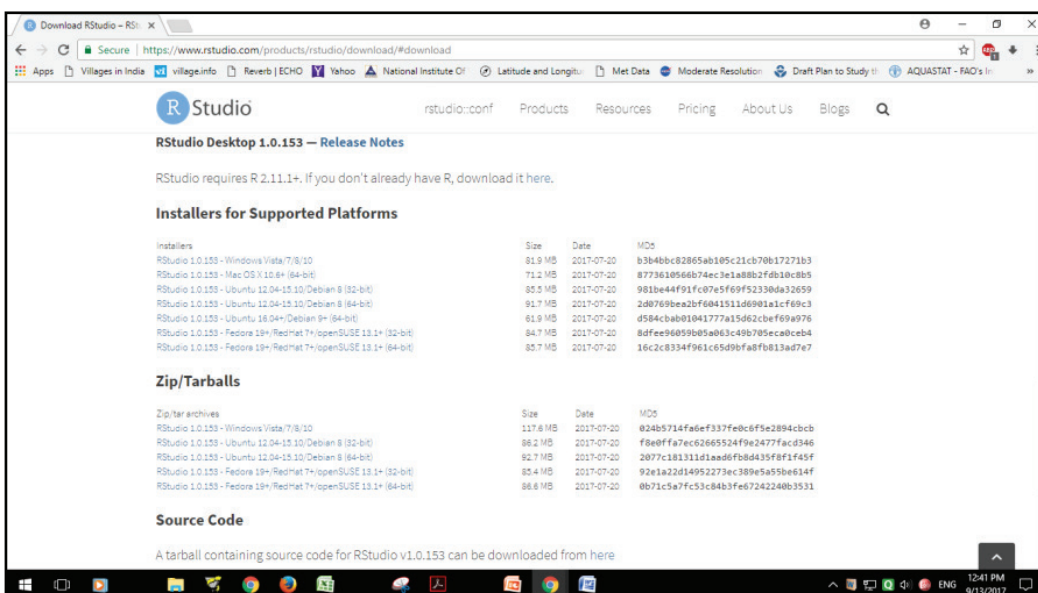 Download RStudio – RSt
Secure | https://www.rstudio.com/products/rstudio/download/#download
Apps Villages in India village.info Reverb | ECHO Yahoo National Institute Of Latitude and Longitu Met Data Moderate Resolution Draft Plan to Study th AQUASTAT - FAO's In
R Studio rstudio::conf Products Resources Pricing About Us Blogs
RStudio Desktop 1.0.153 — Release Notes
RStudio requires R 2.11.1+. If you don't already have R, download it here.
Installers for Supported Platforms
Installers Size Date MD5
RStudio 1.0.153 - Windows Vista/7/8/10 81.9 MB 2017-07-20 b3b4bbc82865ab105c21cb70b17271b3
RStudio 1.0.153 - Mac OS X 10.6+ (64-bit) 71.2 MB 2017-07-20 8773610566b74ec3e1a88b2fdb10c8b5
RStudio 1.0.153 - Ubuntu 12.04-15.10/Debian 8 (32-bit) 85.5 MB 2017-07-20 981be44f91fc07e5f69f52330da32659
RStudio 1.0.153 - Ubuntu 12.04-15.10/Debian 8 (64-bit) 91.7 MB 2017-07-20 2d0769bea2bf6041511d6901a1cf69c3
RStudio 1.0.153 - Ubuntu 16.04+/Debian 9+ (64-bit) 61.9 MB 2017-07-20 d584cbab01041777a15d62cbef69a976
RStudio 1.0.153 - Fedora 19+/RedHat 7+/openSUSE 13.1+ (32-bit) 84.7 MB 2017-07-20 8dfee96059b05a063c49b705eca0ceb4
RStudio 1.0.153 - Fedora 19+/RedHat 7+/openSUSE 13.1+ (64-bit) 85.7 MB 2017-07-20 16c2c8334f961c65d9bfa8fb813ad7e7
Zip/Tarballs
Zip/tar archives Size Date MD5
RStudio 1.0.153 - Windows Vista/7/8/10 117.6 MB 2017-07-20 024b5714fa6ef337fe0c6f5e2894cbcb
RStudio 1.0.153 - Ubuntu 12.04-15.10/Debian 8 (32-bit) 86.2 MB 2017-07-20 f8e0ffa7ec62665524f9e2477facd346
RStudio 1.0.153 - Ubuntu 12.04-15.10/Debian 8 (64-bit) 92.7 MB 2017-07-20 2077c181311d1aad6fb8d435f8f1f45f
RStudio 1.0.153 - Fedora 19+/RedHat 7+/openSUSE 13.1+ (32-bit) 85.4 MB 2017-07-20 92e1a22d14952273ec389e5a55be614f
RStudio 1.0.153 - Fedora 19+/RedHat 7+/openSUSE 13.1+ (64-bit) 86.6 MB 2017-07-20 0b71c5a7fc53c84b3fe67242240b3531
Source Code
A tarball containing source code for RStudio v1.0.153 can be downloaded from here
ENG 12:41 PM
9/13/2017